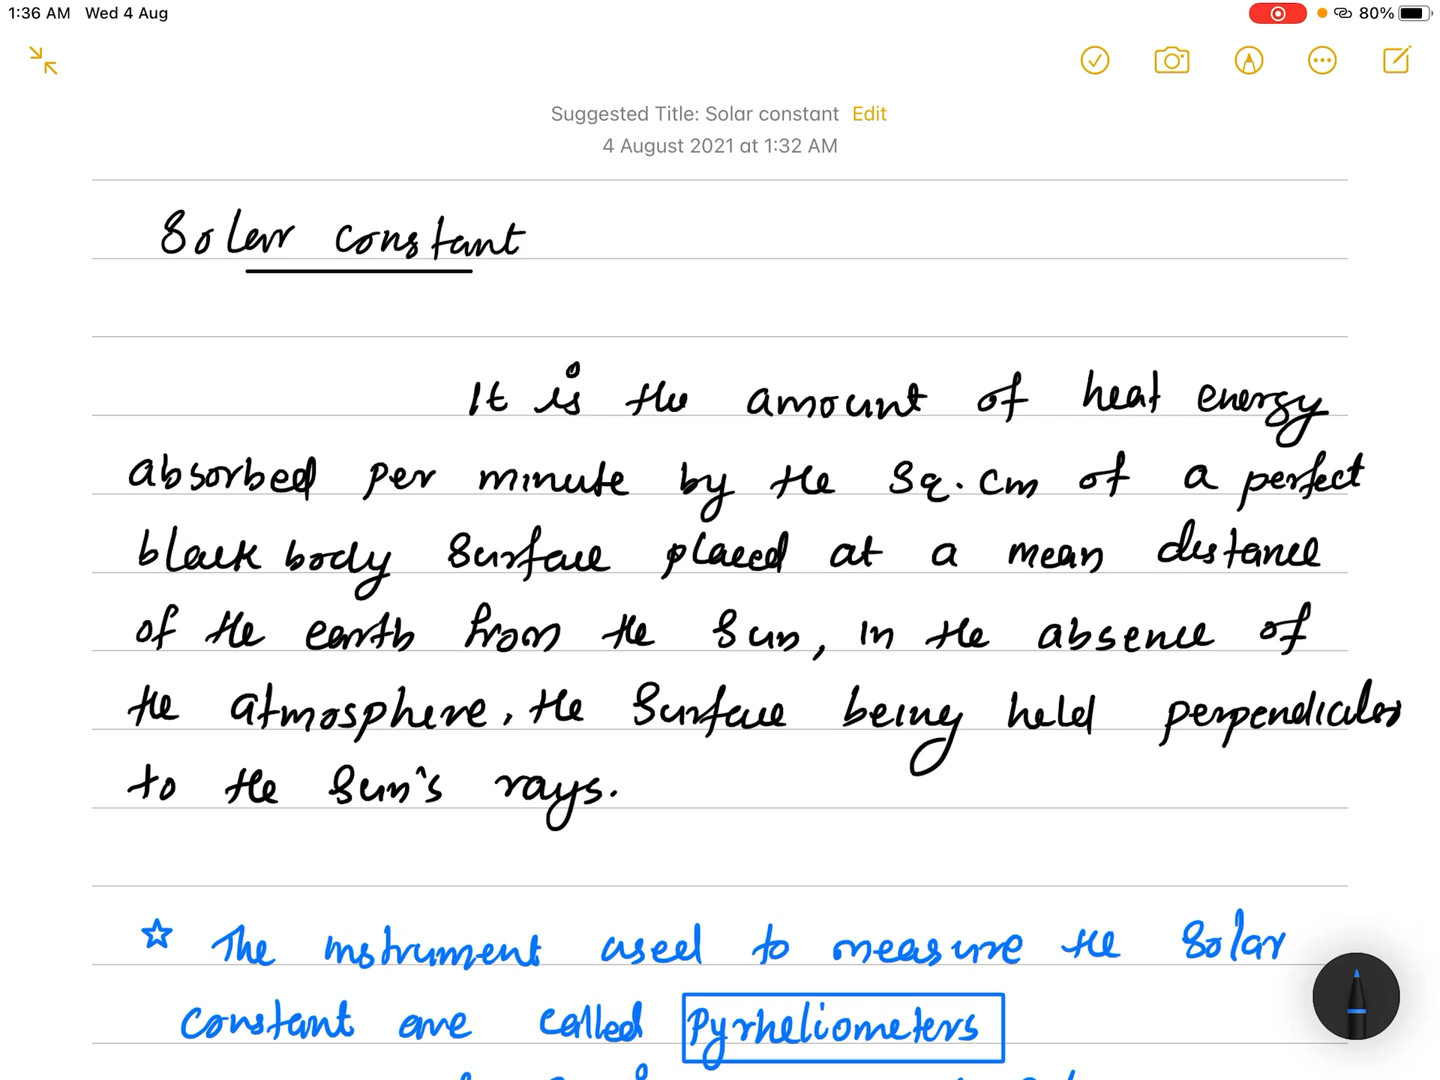 1:36 AM Wed 4 Aug
80%
Suggested Title: Solar constant Edit
4 August 2021 at 1:32 AM
Solar constant
It is the amount of heat energy
absorbed per minute by the sq.cm of a perfect
black body surface placed at a mean distance
of the earth from the sun, in the absence of
the atmosphere, the surface being held perpendicular
to the sun's rays.
☆ The instrument used to measure the solar
constant are called Pyrheliometers